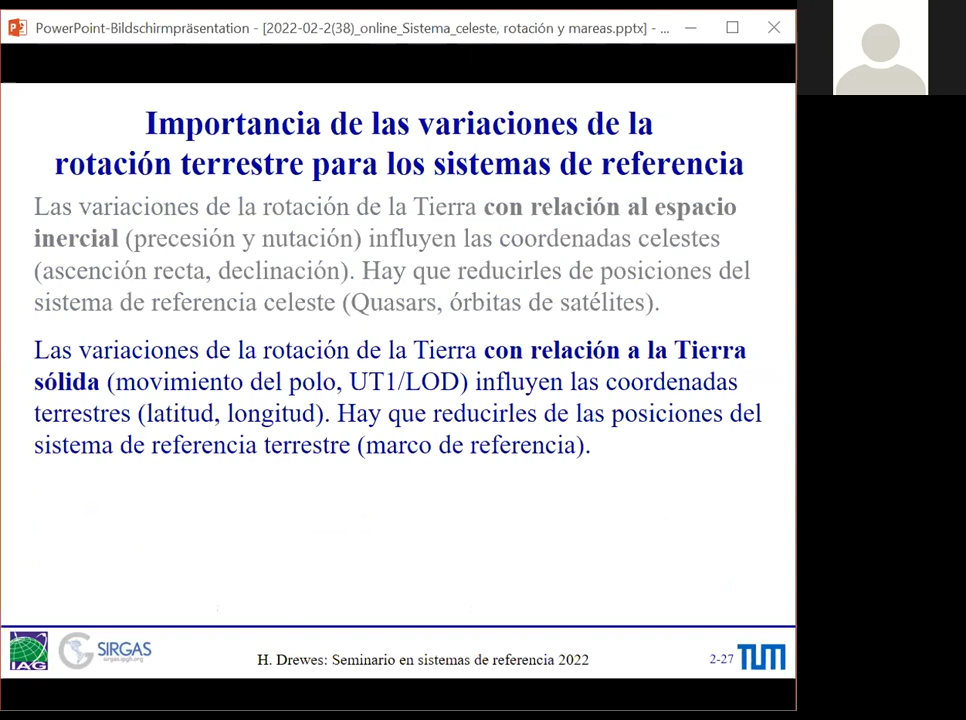 PowerPoint-Bildschirmpräsentation - [2022-02-2(38)_online_Sistema_celeste, rotación y mareas.pptx] - ...
Importancia de las variaciones de la
rotación terrestre para los sistemas de referencia
Las variaciones de la rotación de la Tierra con relación al espacio
inercial (precesión y nutación) influyen las coordenadas celestes
(ascención recta, declinación). Hay que reducirles de posiciones del
sistema de referencia celeste (Quasars, órbitas de satélites).
Las variaciones de la rotación de la Tierra con relación a la Tierra
sólida (movimiento del polo, UT1/LOD) influyen las coordenadas
terrestres (latitud, longitud). Hay que reducirles de las posiciones del
sistema de referencia terrestre (marco de referencia).
IAG
SIRGAS
sirgas.ipgh.org
H. Drewes: Seminario en sistemas de referencia 2022
2-27
TUM